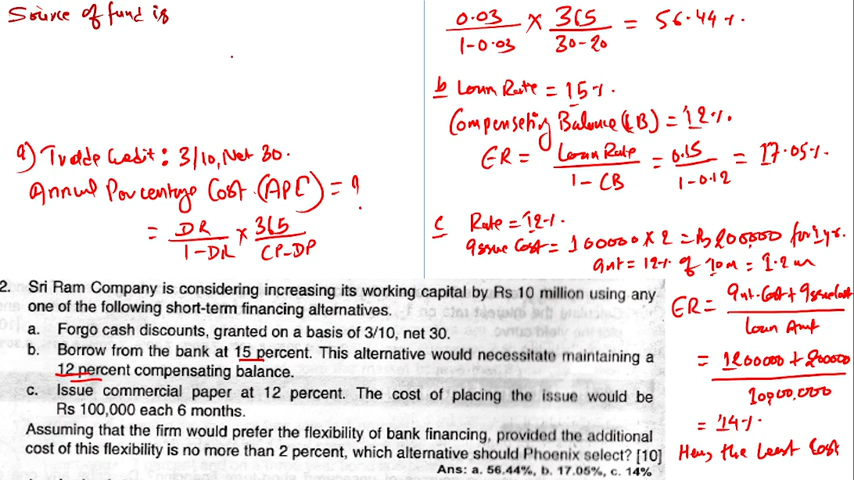 Source of fund is
a) Trade Credit: 3/10, Net 30.
Annual Percentage Cost (APC) = ?
= DR/1-DR × 365/CP-DP
0.03/1-0.03 × 365/30-20 = 56.44%.
b Loan Rate = 15%.
Compensating Balance (CB) = 12%.
ER = Loan Rate/1-CB = 0.15/1-0.12 = 17.05%.
c Rate = 12%.
Issue Cost = 100000 × 2 = Rs 200,000 for 1 yr.
Int = 12% of 10m = 1.2m
ER = Int. Cost + Issue cost/Loan Amt
= 1200000 + 200000/10,000,000
= 14%.
Hence, the Least Cost
2. Sri Ram Company is considering increasing its working capital by Rs 10 million using any
one of the following short-term financing alternatives.
a. Forgo cash discounts, granted on a basis of 3/10, net 30.
b. Borrow from the bank at 15 percent. This alternative would necessitate maintaining a
12 percent compensating balance.
c. Issue commercial paper at 12 percent. The cost of placing the issue would be
Rs 100,000 each 6 months.
Assuming that the firm would prefer the flexibility of bank financing, provided the additional
cost of this flexibility is no more than 2 percent, which alternative should Phoenix select? [10]
Ans: a. 56.44%, b. 17.05%, c. 14%